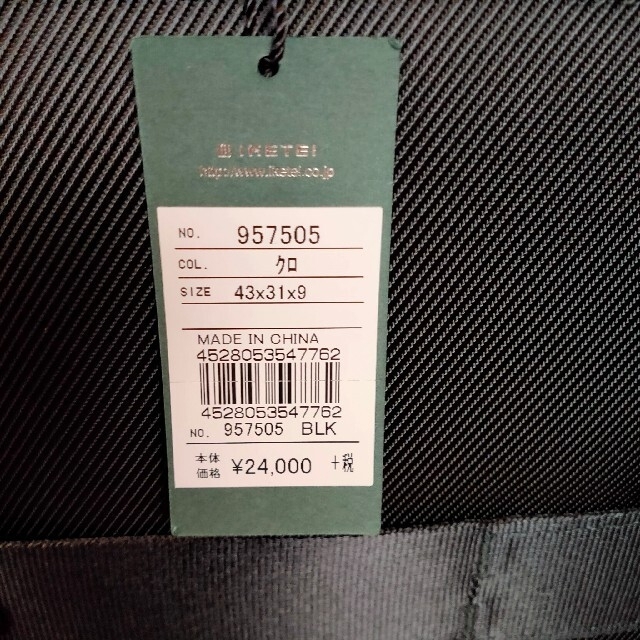 IKETEI
http://www.iketei.co.jp
NO. 957505
COL. クロ
SIZE 43x31x9
MADE IN CHINA
4528053547762
4528053547762
NO. 957505 BLK
本体価格 ¥24,000 +税